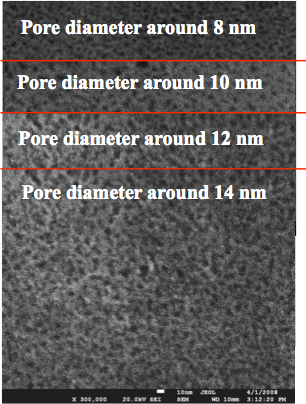 Pore diameter around 8 nm
Pore diameter around 10 nm
Pore diameter around 12 nm
Pore diameter around 14 nm
10nm JEOL 4/1/2008
X 300,000 20.0kV SEI SEM WD 10mm 3:12:20 PM